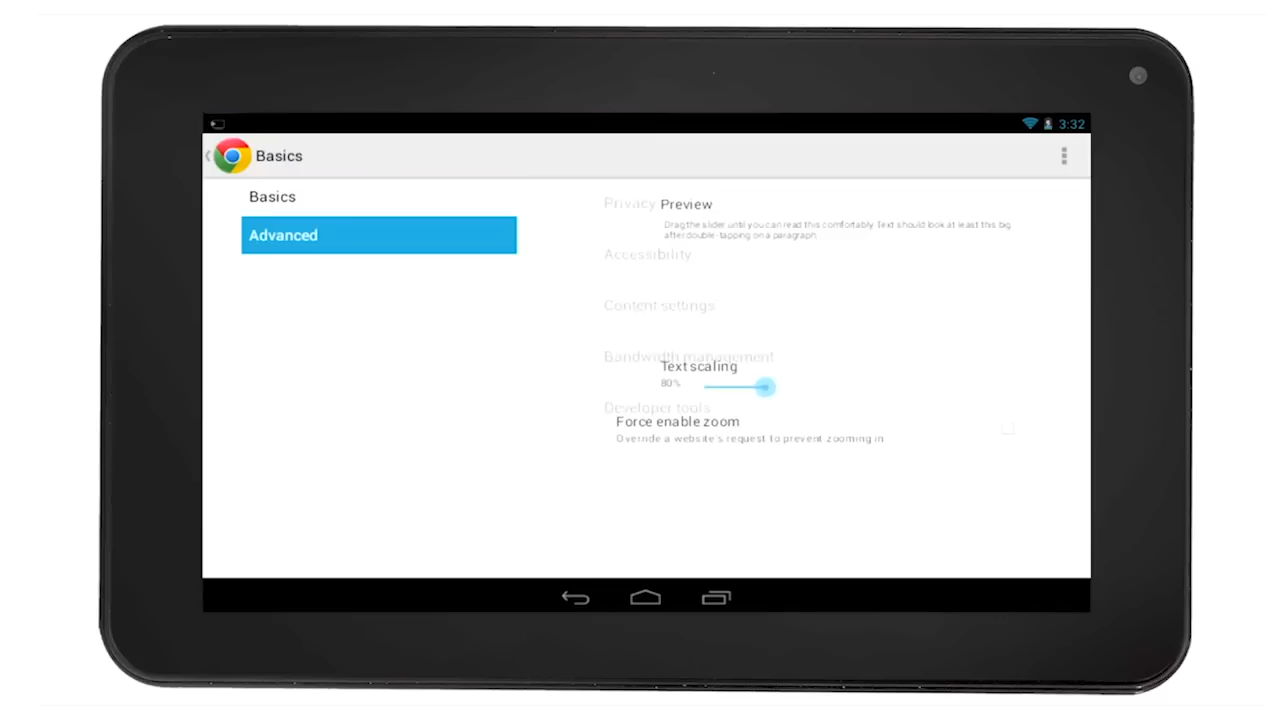 3:32
Basics
Basics
Advanced
Privacy
Preview
Drag the slider until you can read this comfortably. Text should look at least this big
after double-tapping on a paragraph.
Accessibility
Content settings
Bandwidth management
Text scaling
80%
Developer tools
Force enable zoom
Override a website's request to prevent zooming in